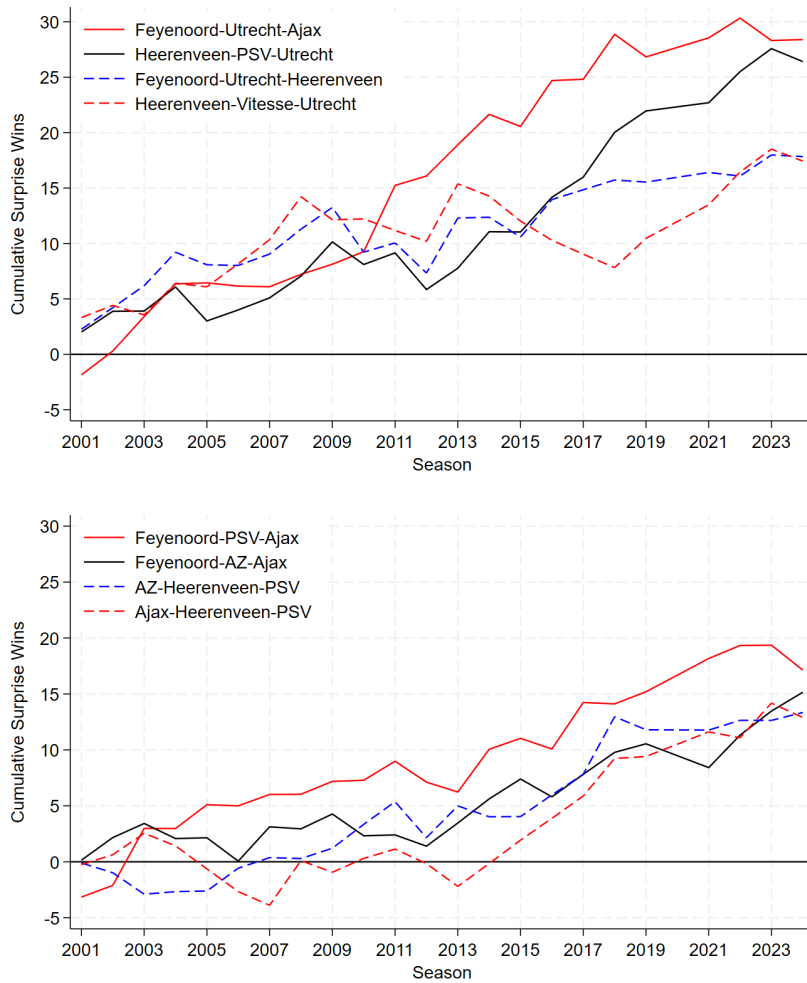 Cumulative Surprise Wins
30
25
20
15
10
5
0
-5
Feyenoord-Utrecht-Ajax
Heerenveen-PSV-Utrecht
Feyenoord-Utrecht-Heerenveen
Heerenveen-Vitesse-Utrecht
2001 2003 2005 2007 2009 2011 2013 2015 2017 2019 2021 2023
Season
Cumulative Surprise Wins
30
25
20
15
10
5
0
-5
Feyenoord-PSV-Ajax
Feyenoord-AZ-Ajax
AZ-Heerenveen-PSV
Ajax-Heerenveen-PSV
2001 2003 2005 2007 2009 2011 2013 2015 2017 2019 2021 2023
Season